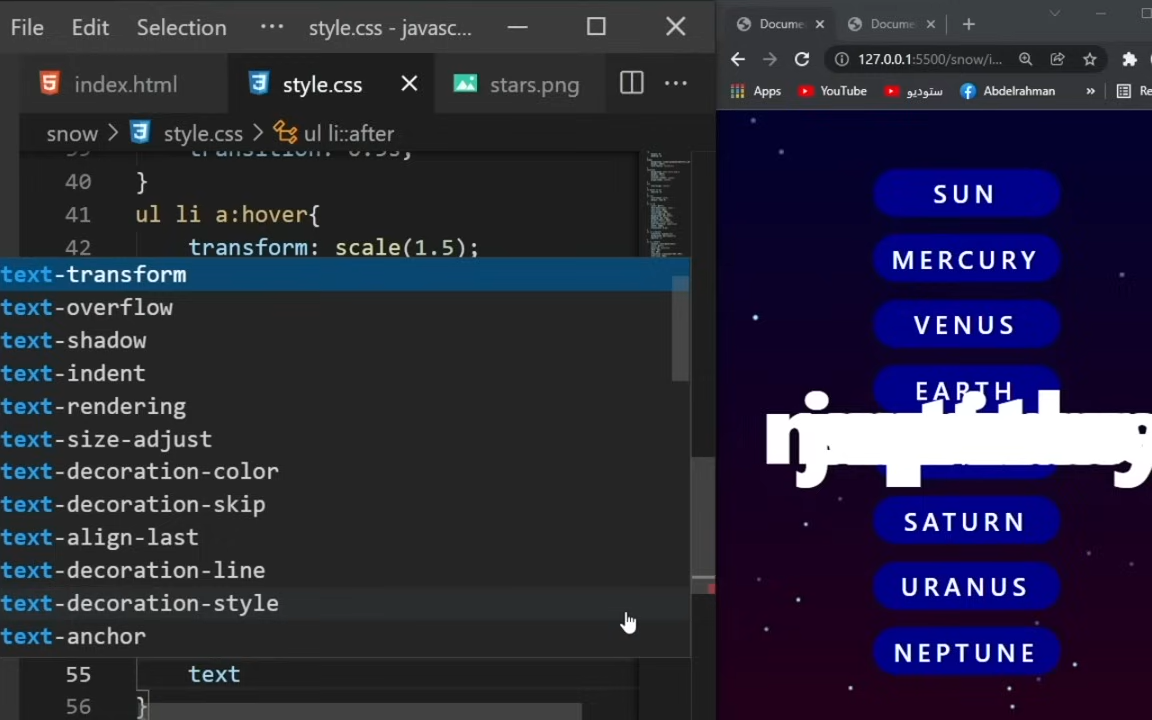 File Edit Selection ··· style.css - javasc...
index.html style.css stars.png ···
snow > style.css > ul li::after
40 }
41 ul li a:hover{
42 transform: scale(1.5);
text-transform
text-overflow
text-shadow
text-indent
text-rendering
text-size-adjust
text-decoration-color
text-decoration-skip
text-align-last
text-decoration-line
text-decoration-style
text-anchor
55 text
56 }
Docume Docume
127.0.0.1:5500/snow/i...
Apps YouTube ستوديو Abdelrahman » Re
SUN
MERCURY
VENUS
EARTH
SATURN
URANUS
NEPTUNE